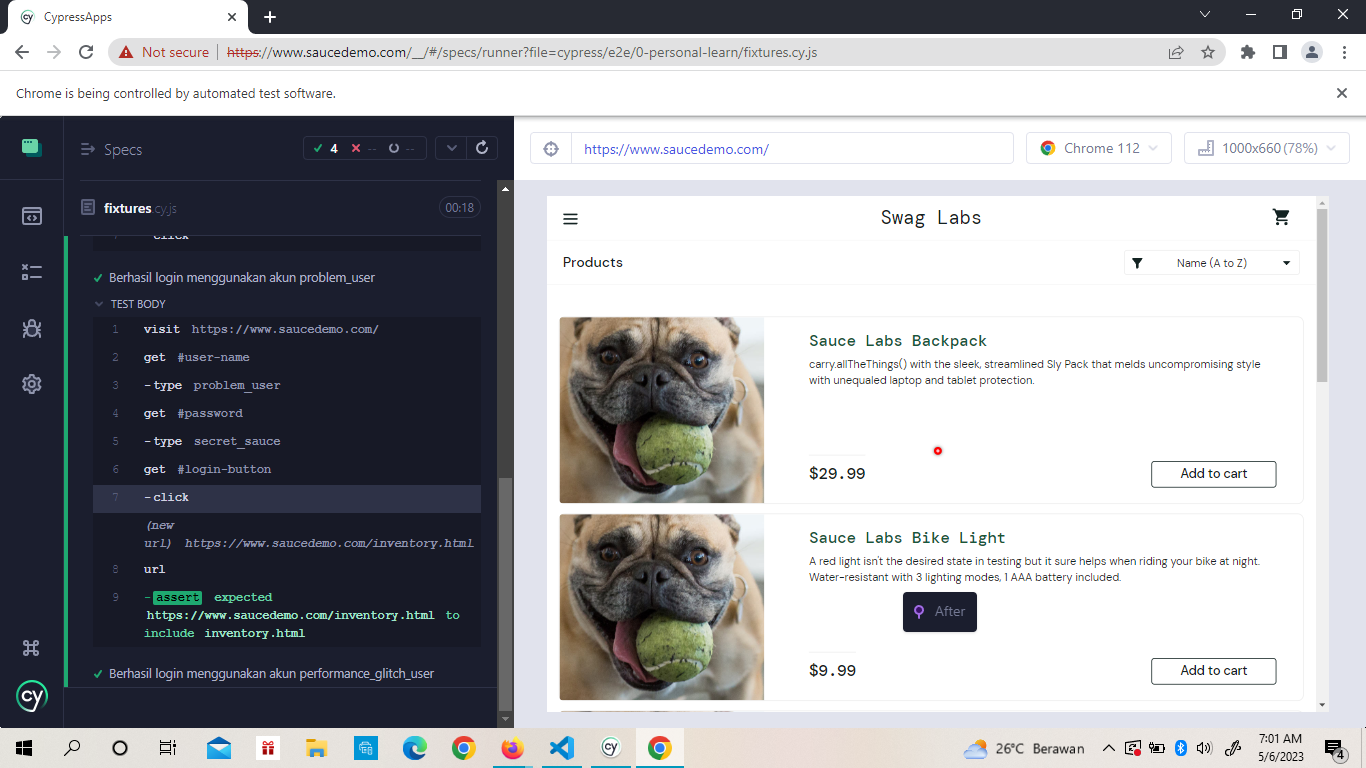 CypressApps
Not secure
https://www.saucedemo.com/__/#/specs/runner?file=cypress/e2e/0-personal-learn/fixtures.cy.js
Chrome is being controlled by automated test software.
Specs
4
--
--
https://www.saucedemo.com/
Chrome 112
1000x660 (78%)
fixtures.cy.js
00:18
click
Berhasil login menggunakan akun problem_user
TEST BODY
1 visit https://www.saucedemo.com/
2 get #user-name
3 -type problem_user
4 get #password
5 -type secret_sauce
6 get #login-button
7 -click
(new
url) https://www.saucedemo.com/inventory.html
8 url
9 -assert expected
https://www.saucedemo.com/inventory.html to
include inventory.html
Berhasil login menggunakan akun performance_glitch_user
cy
Swag Labs
Products
Name (A to Z)
Sauce Labs Backpack
carry.allTheThings() with the sleek, streamlined Sly Pack that melds uncompromising style
with unequaled laptop and tablet protection.
$29.99
Add to cart
Sauce Labs Bike Light
A red light isn't the desired state in testing but it sure helps when riding your bike at night.
Water-resistant with 3 lighting modes, 1 AAA battery included.
After
$9.99
Add to cart
cy
26°C Berawan
7:01 AM
5/6/2023
4